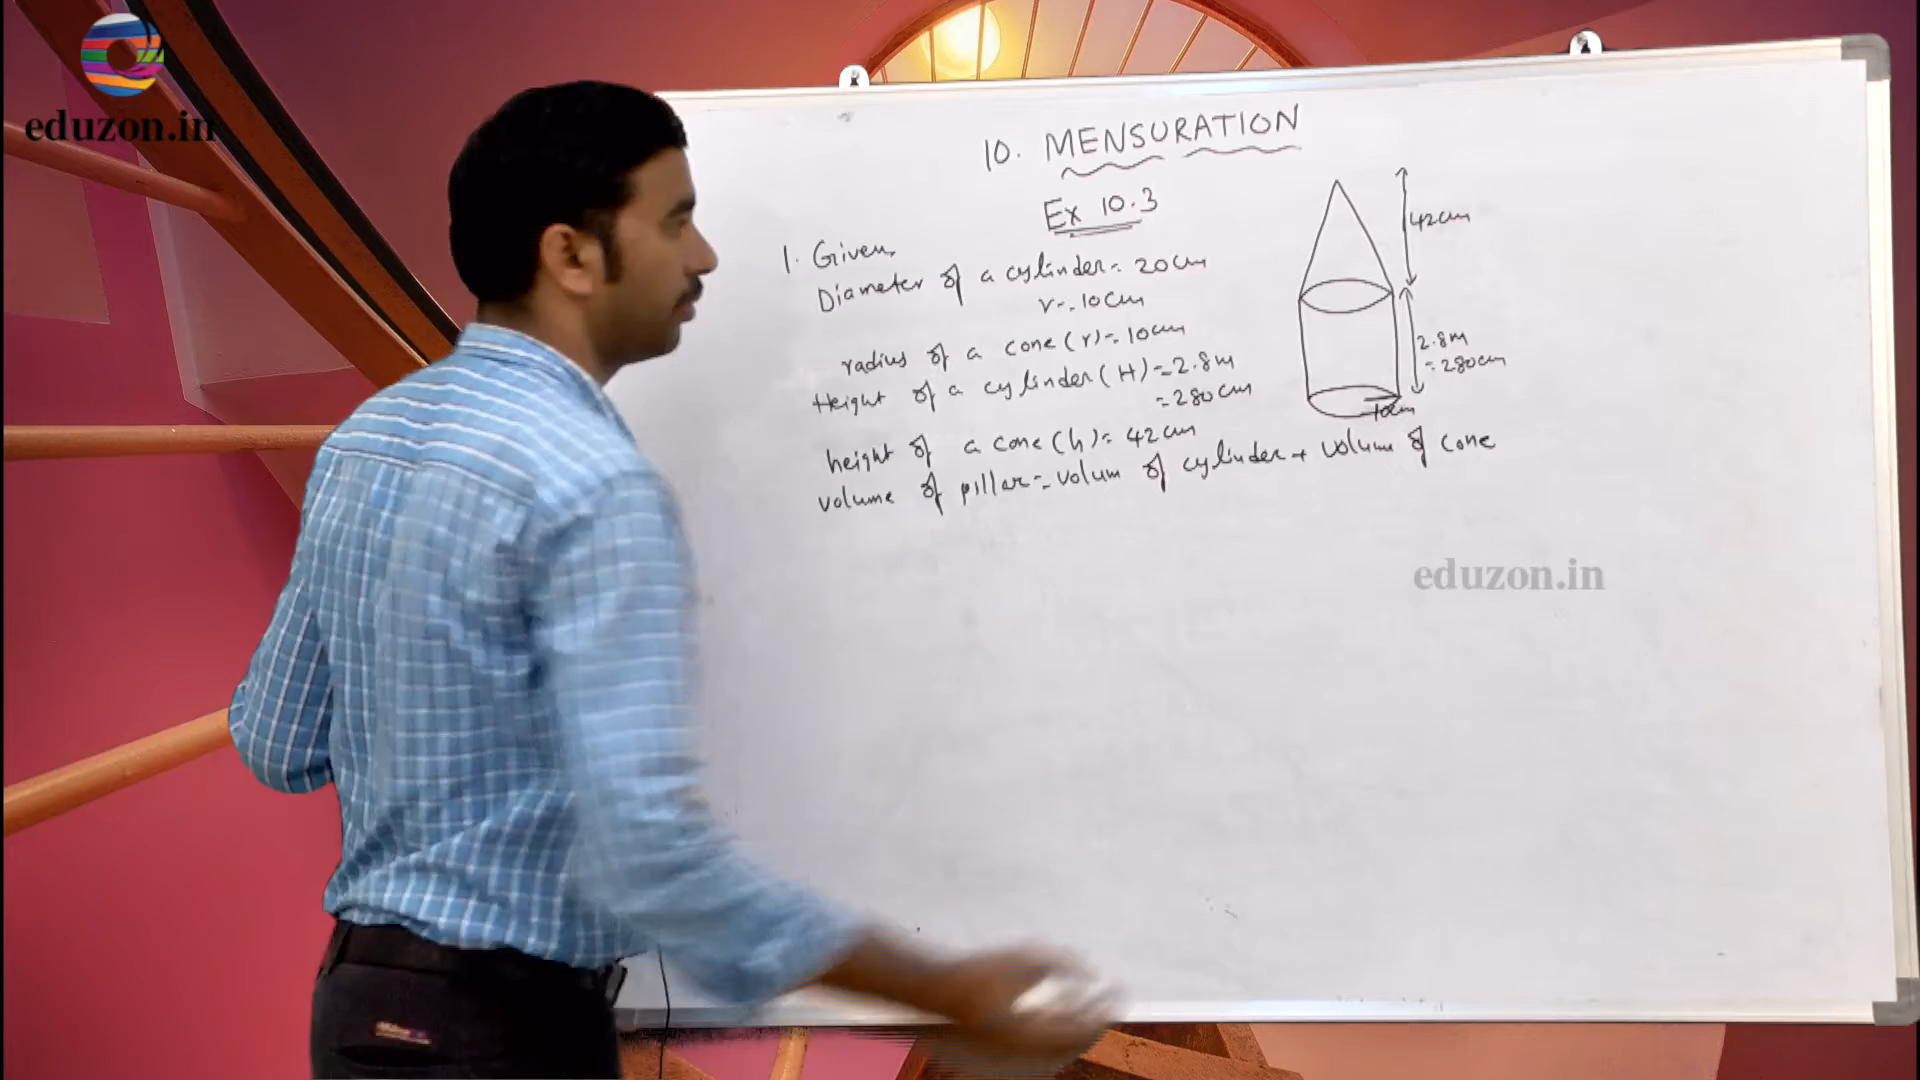 eduzon.in
10. MENSURATION
Ex 10.3
1. Given,
Diameter of a cylinder = 20cm
r = 10cm
radius of a cone (r) = 10cm
Height of a cylinder (H) = 2.8m
= 280cm
height of a cone (h) = 42cm
volume of pillar = volum of cylinder + volum of cone
42cm
2.8m
= 280cm
10cm
eduzon.in